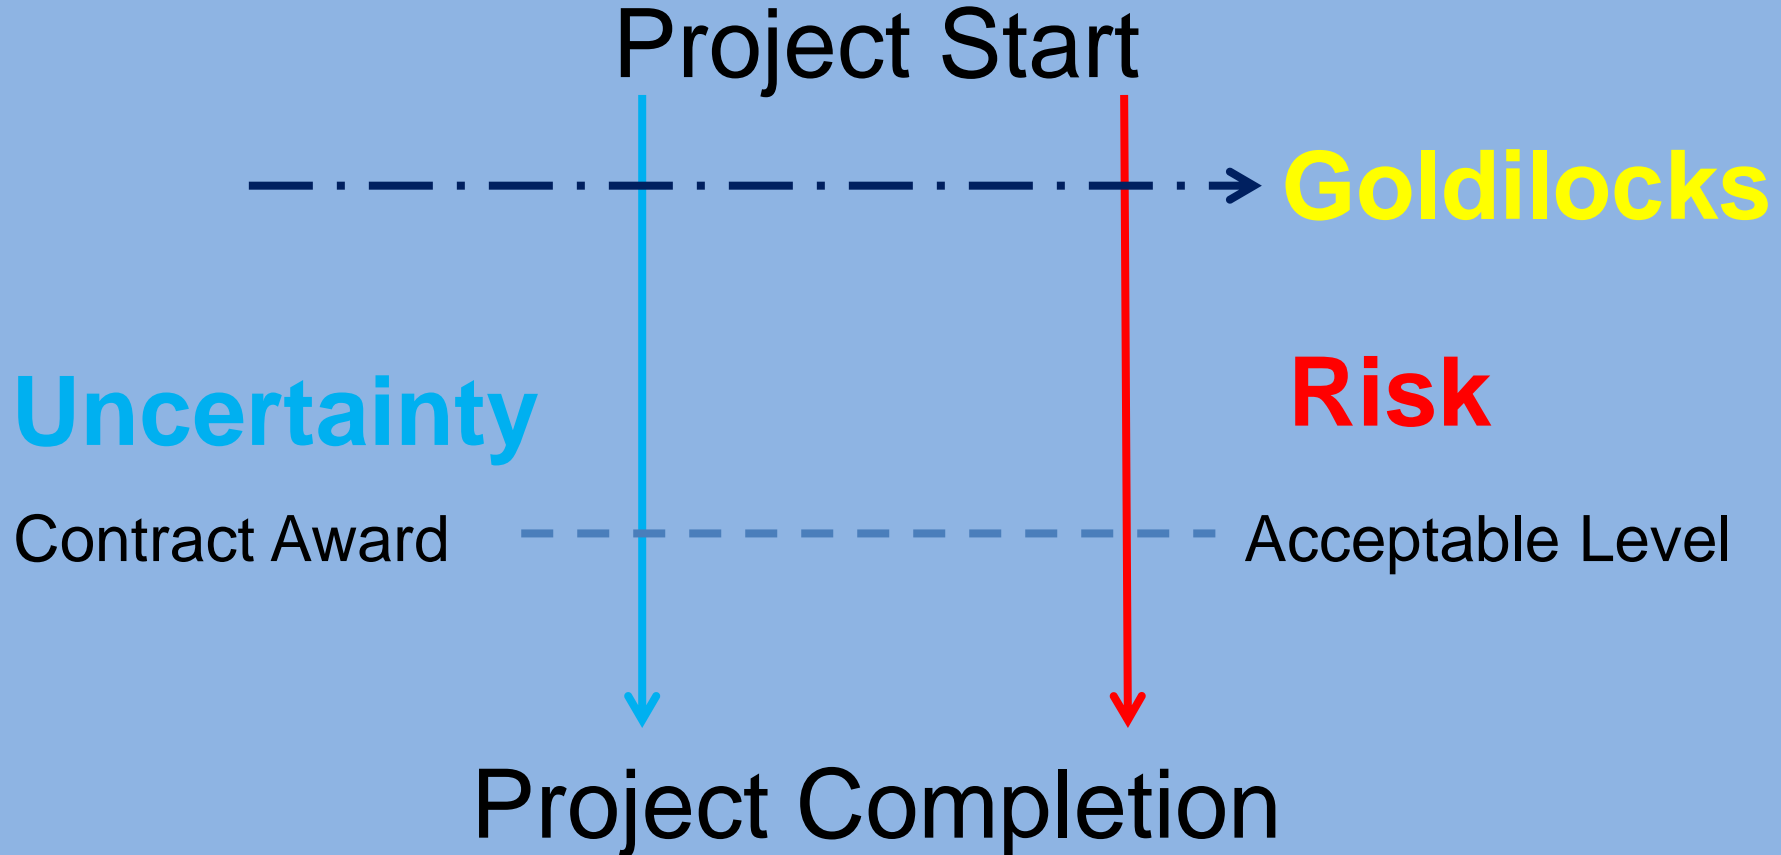 Project Start
Goldilocks
Risk
Uncertainty
Contract Award
Acceptable Level
Project Completion